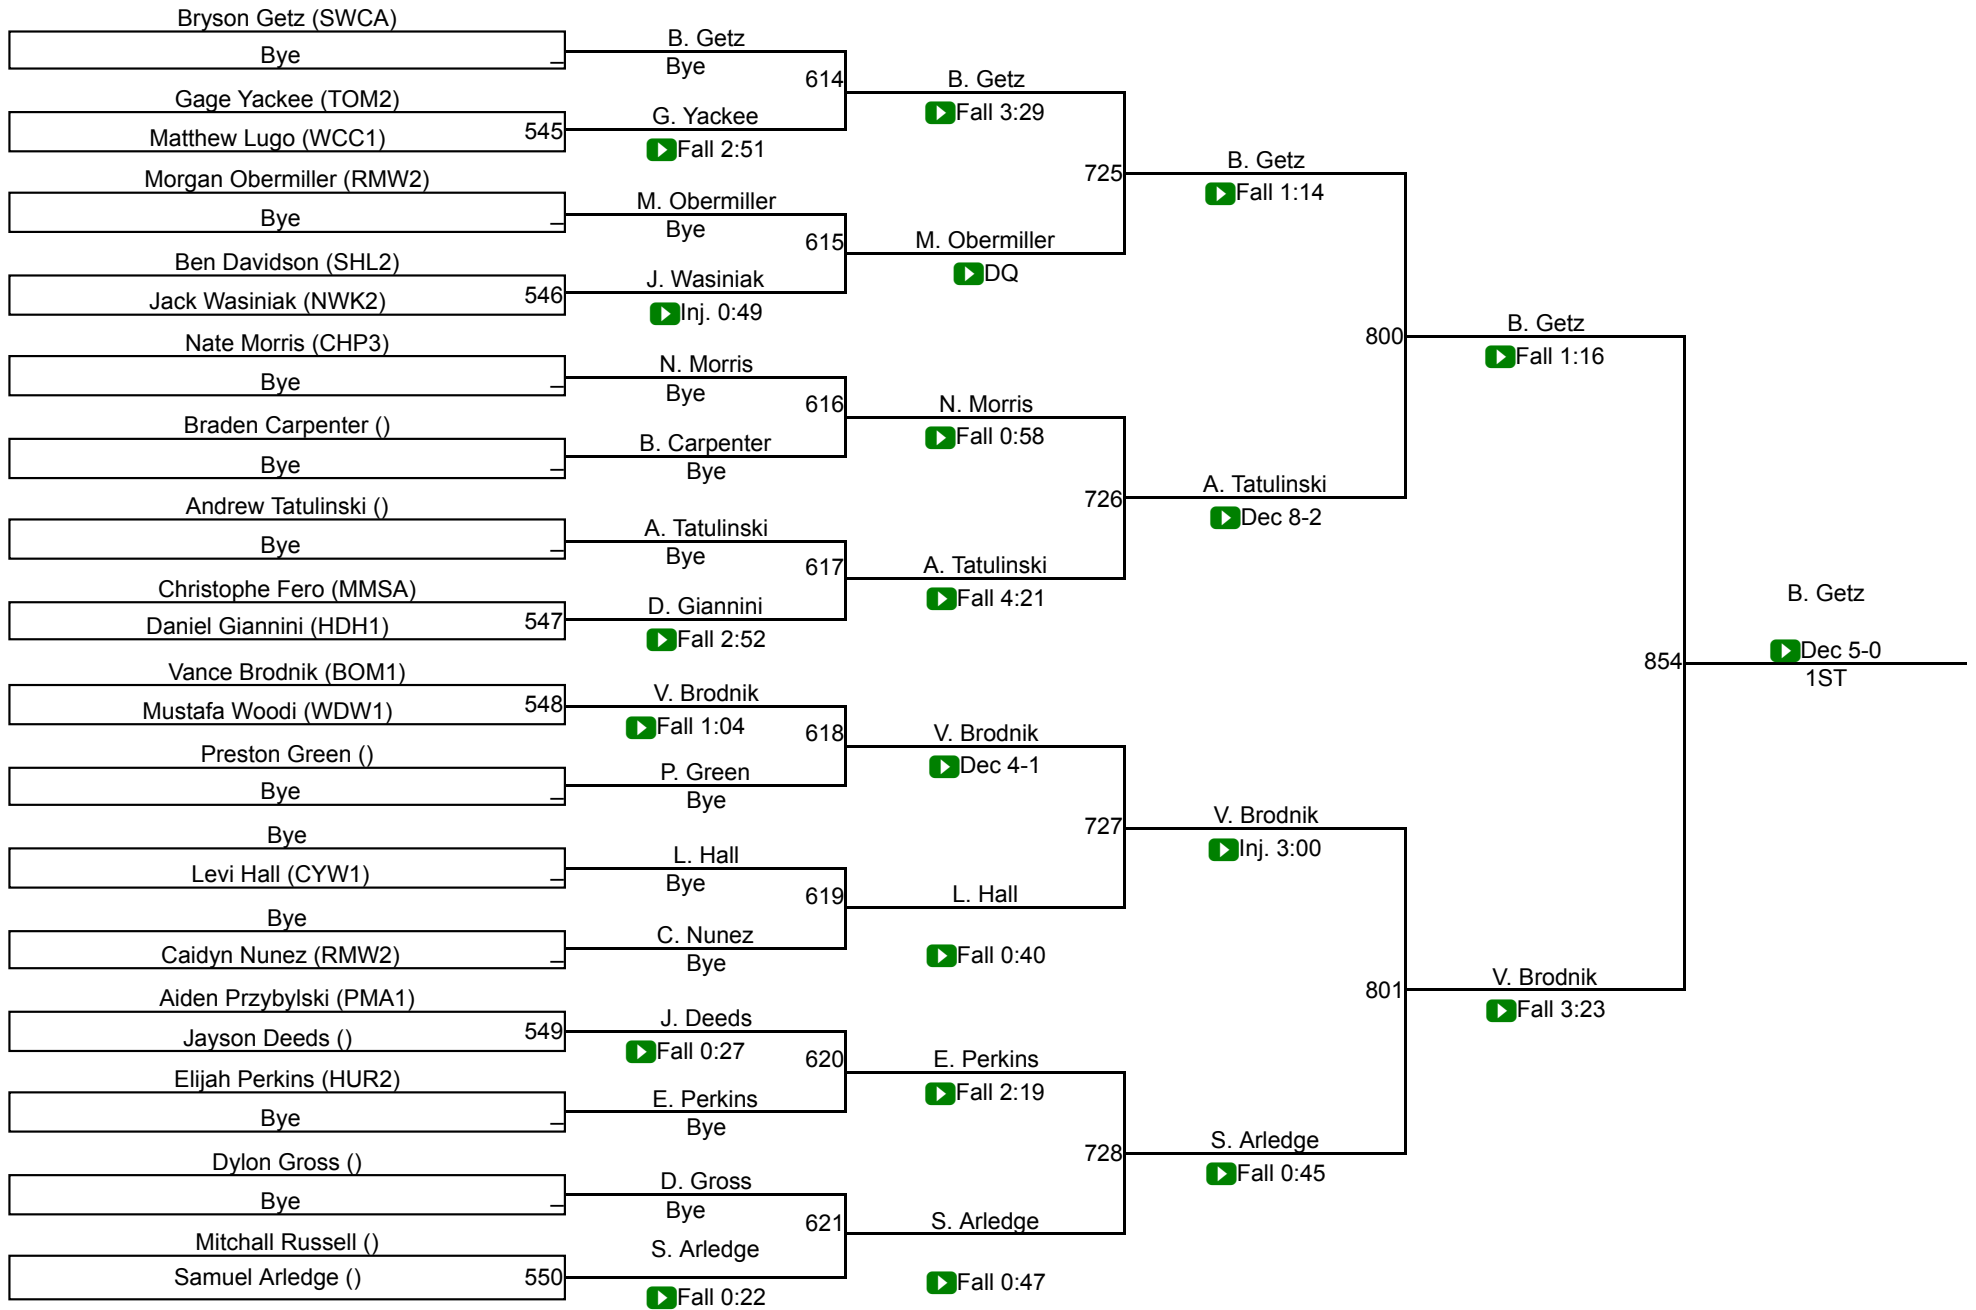 Bryson Getz (SWCA)
Bye
Gage Yackee (TOM2)
Matthew Lugo (WCC1)
545
Morgan Obermiller (RMW2)
Bye
Ben Davidson (SHL2)
Jack Wasiniak (NWK2)
546
Nate Morris (CHP3)
Bye
Braden Carpenter ()
Bye
Andrew Tatulinski ()
Bye
Christophe Fero (MMSA)
Daniel Giannini (HDH1)
547
Vance Brodnik (BOM1)
Mustafa Woodi (WDW1)
548
Preston Green ()
Bye
Bye
Levi Hall (CYW1)
Bye
Caidyn Nunez (RMW2)
Aiden Przybylski (PMA1)
Jayson Deeds ()
549
Elijah Perkins (HUR2)
Bye
Dylon Gross ()
Bye
Mitchall Russell ()
Samuel Arledge ()
550
B. Getz
Bye
614
G. Yackee
Fall 2:51
M. Obermiller
Bye
615
J. Wasiniak
Inj. 0:49
N. Morris
Bye
616
B. Carpenter
Bye
A. Tatulinski
Bye
617
D. Giannini
Fall 2:52
V. Brodnik
Fall 1:04
618
P. Green
Bye
L. Hall
Bye
619
C. Nunez
Bye
J. Deeds
Fall 0:27
620
E. Perkins
Bye
D. Gross
Bye
621
S. Arledge
Fall 0:22
B. Getz
Fall 3:29
725
M. Obermiller
DQ
N. Morris
Fall 0:58
726
A. Tatulinski
Fall 4:21
V. Brodnik
Dec 4-1
727
L. Hall
Fall 0:40
E. Perkins
Fall 2:19
728
S. Arledge
Fall 0:47
B. Getz
Fall 1:14
800
A. Tatulinski
Dec 8-2
V. Brodnik
Inj. 3:00
801
S. Arledge
Fall 0:45
B. Getz
Fall 1:16
854
V. Brodnik
Fall 3:23
B. Getz
Dec 5-0
1ST